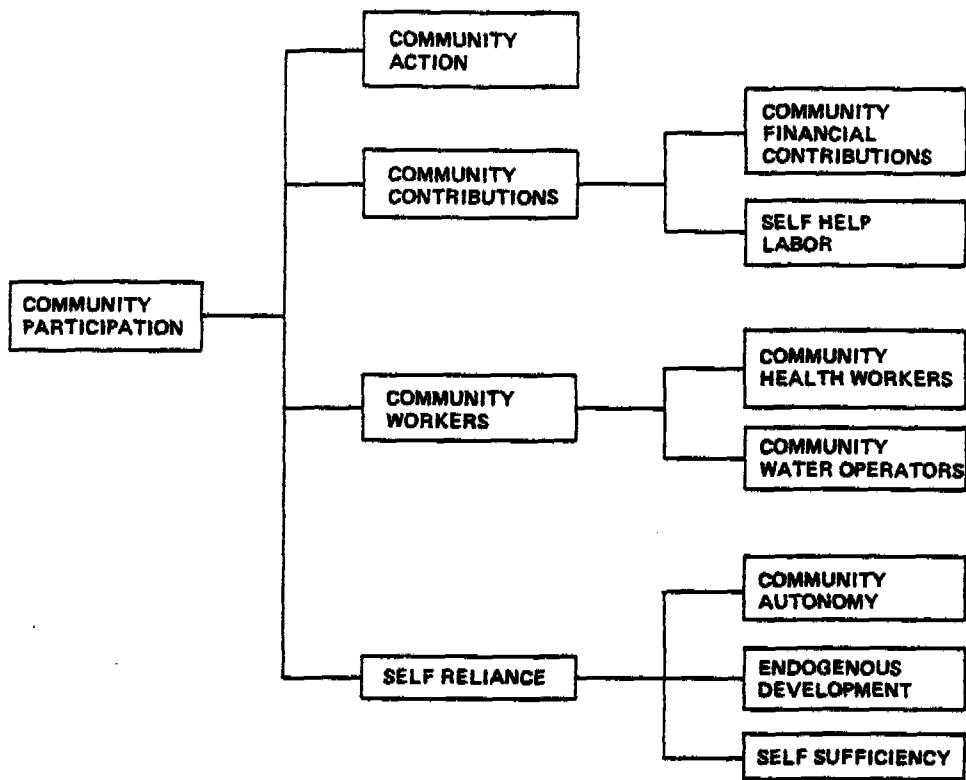 COMMUNITY
ACTION
COMMUNITY
FINANCIAL
CONTRIBUTIONS
COMMUNITY
CONTRIBUTIONS
SELF HELP
LABOR
COMMUNITY
PARTICIPATION
COMMUNITY
HEALTH WORKERS
COMMUNITY
WORKERS
COMMUNITY
WATER OPERATORS
COMMUNITY
AUTONOMY
SELF RELIANCE
ENDOGENOUS
DEVELOPMENT
SELF SUFFICIENCY